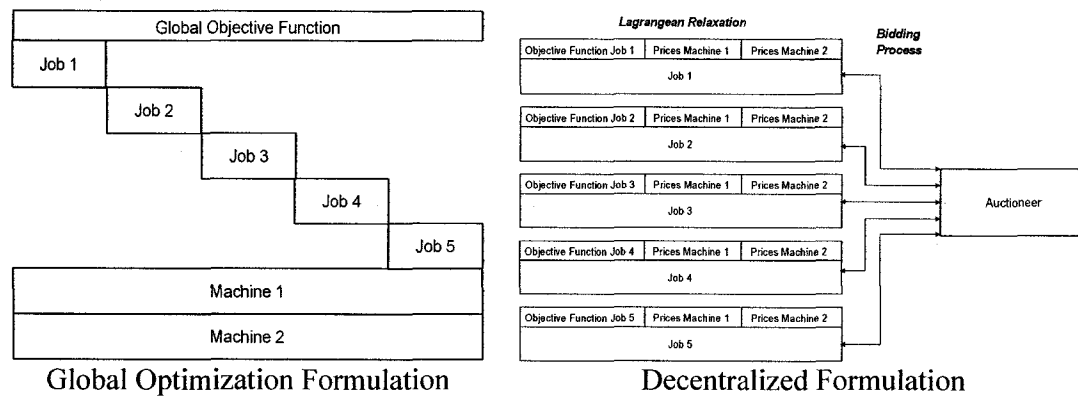 Global Objective Function
Job 1
Job 2
Job 3
Job 4
Job 5
Machine 1
Machine 2
Global Optimization Formulation
Lagrangean Relaxation
Bidding
Process
Objective Function Job 1 Prices Machine 1 Prices Machine 2
Job 1
Objective Function Job 2 Prices Machine 1 Prices Machine 2
Job 2
Objective Function Job 3 Prices Machine 1 Prices Machine 2
Job 3
Objective Function Job 4 Prices Machine 1 Prices Machine 2
Job 4
Objective Function Job 5 Prices Machine 1 Prices Machine 2
Job 5
Auctioneer
Decentralized Formulation